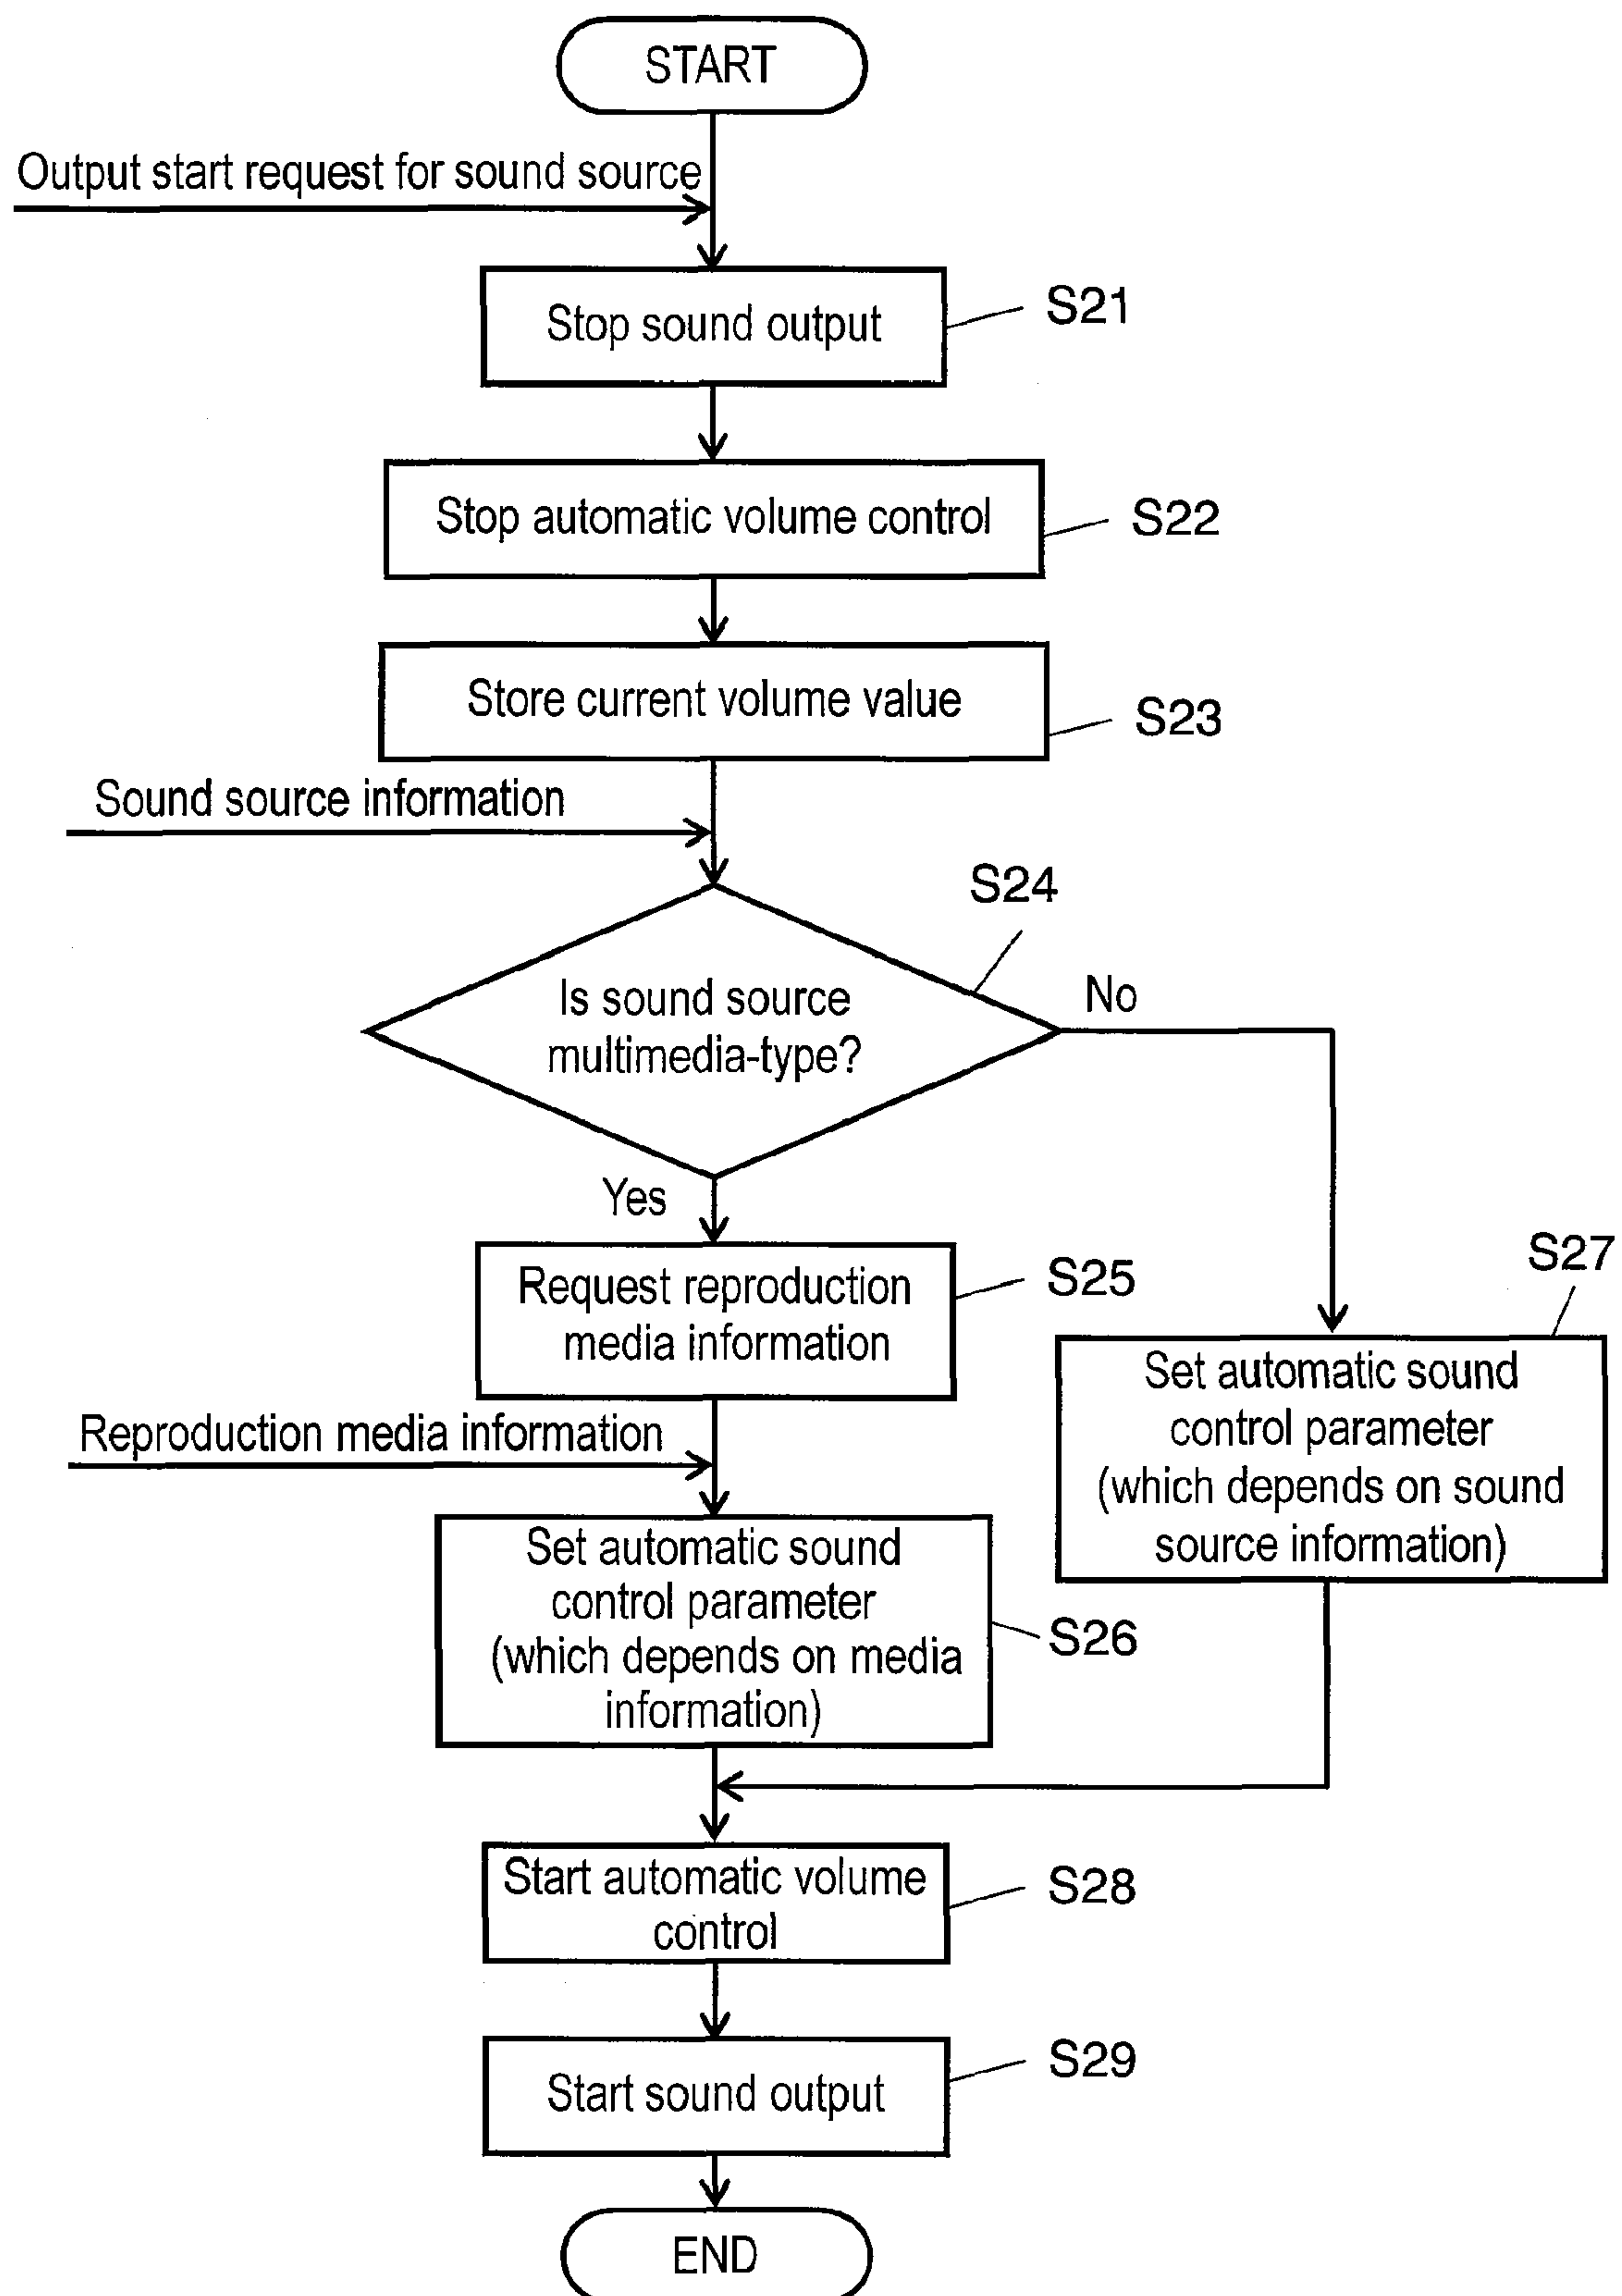 START
Output start request for sound source
Stop sound output
S21
Stop automatic volume control
S22
Store current volume value
S23
Sound source information
S24
Is sound source
multimedia-type?
No
Yes
Request reproduction
media information
S25
S27
Set automatic sound
control parameter
(which depends on sound
source information)
Reproduction media information
Set automatic sound
control parameter
(which depends on media
information)
S26
Start automatic volume
control
S28
Start sound output
S29
END